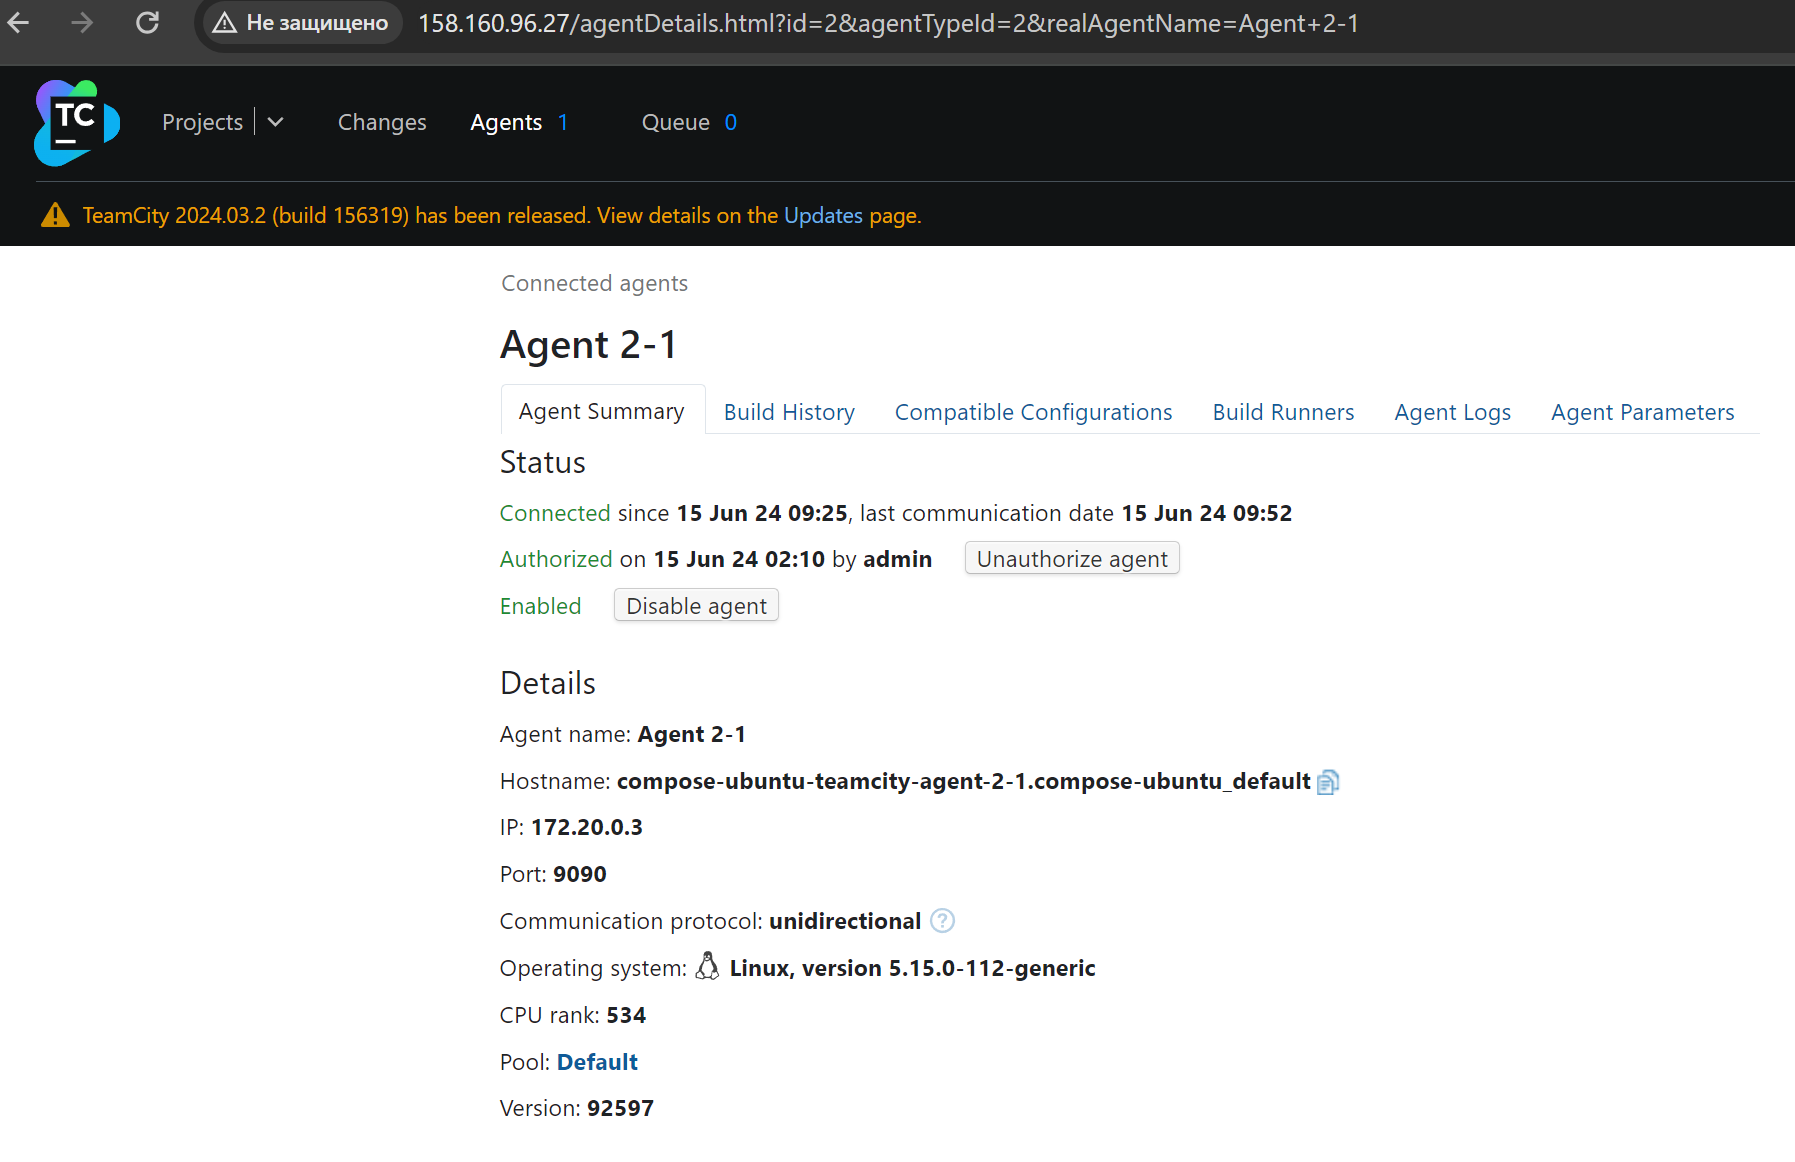 Не защищено 158.160.96.27/agentDetails.html?id=2&agentTypeId=2&realAgentName=Agent+2-1
TC Projects Changes Agents 1 Queue 0
TeamCity 2024.03.2 (build 156319) has been released. View details on the Updates page.
Connected agents
Agent 2-1
Agent Summary Build History Compatible Configurations Build Runners Agent Logs Agent Parameters
Status
Connected since 15 Jun 24 09:25, last communication date 15 Jun 24 09:52
Authorized on 15 Jun 24 02:10 by admin Unauthorize agent
Enabled Disable agent
Details
Agent name: Agent 2-1
Hostname: compose-ubuntu-teamcity-agent-2-1.compose-ubuntu_default
IP: 172.20.0.3
Port: 9090
Communication protocol: unidirectional ?
Operating system: Linux, version 5.15.0-112-generic
CPU rank: 534
Pool: Default
Version: 92597